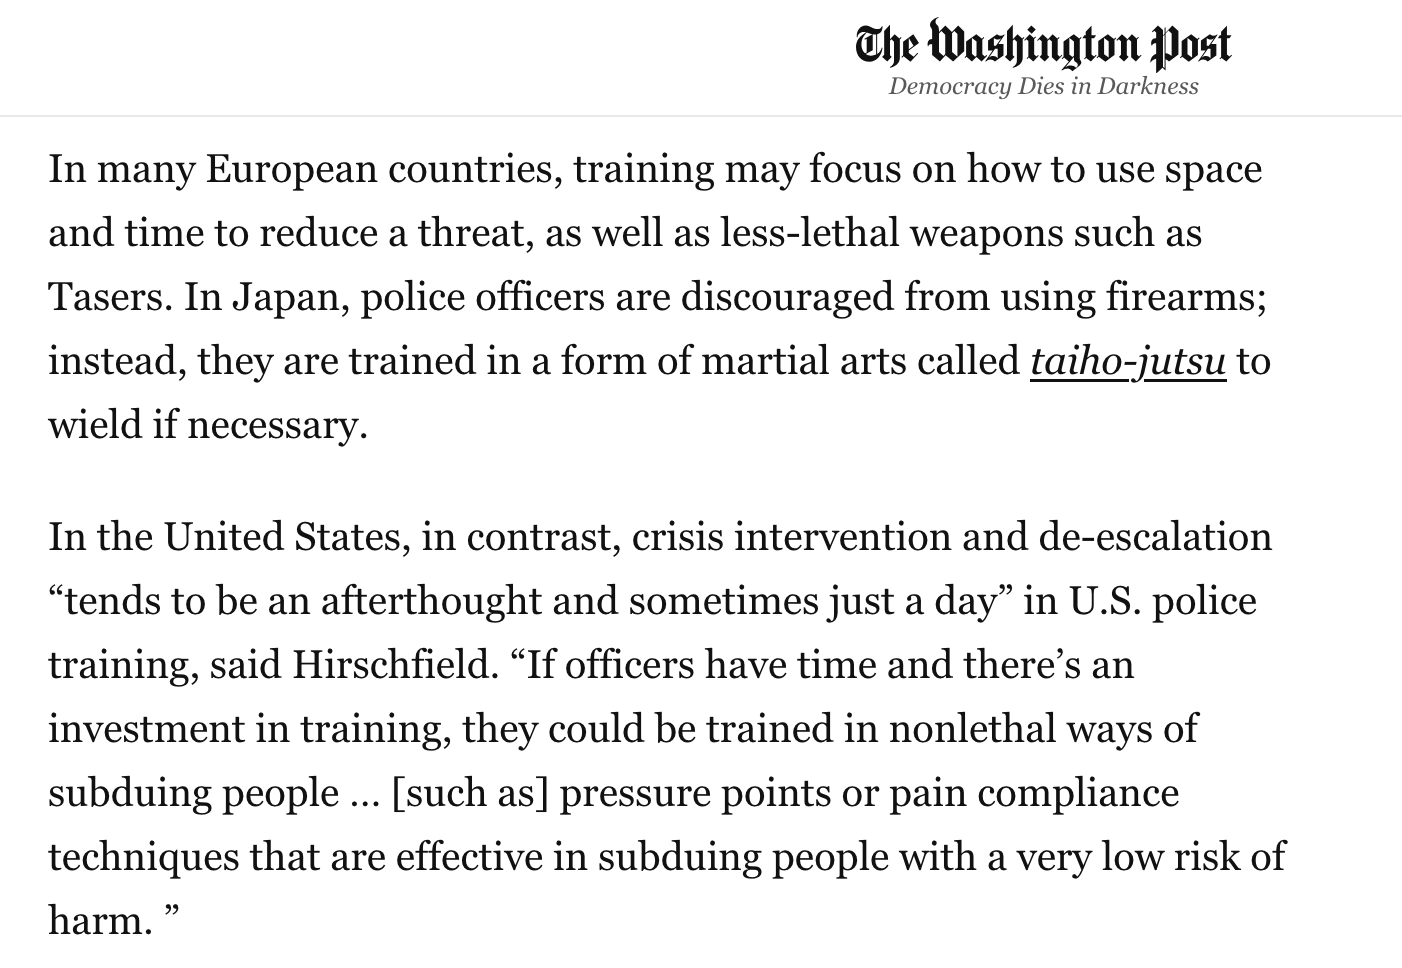 The Washington Post
Democracy Dies in Darkness
In many European countries, training may focus on how to use space
and time to reduce a threat, as well as less-lethal weapons such as
Tasers. In Japan, police officers are discouraged from using firearms;
instead, they are trained in a form of martial arts called taiho-jutsu to
wield if necessary.
In the United States, in contrast, crisis intervention and de-escalation
“tends to be an afterthought and sometimes just a day” in U.S. police
training, said Hirschfield. “If officers have time and there’s an
investment in training, they could be trained in nonlethal ways of
subduing people ... [such as] pressure points or pain compliance
techniques that are effective in subduing people with a very low risk of
harm. ”